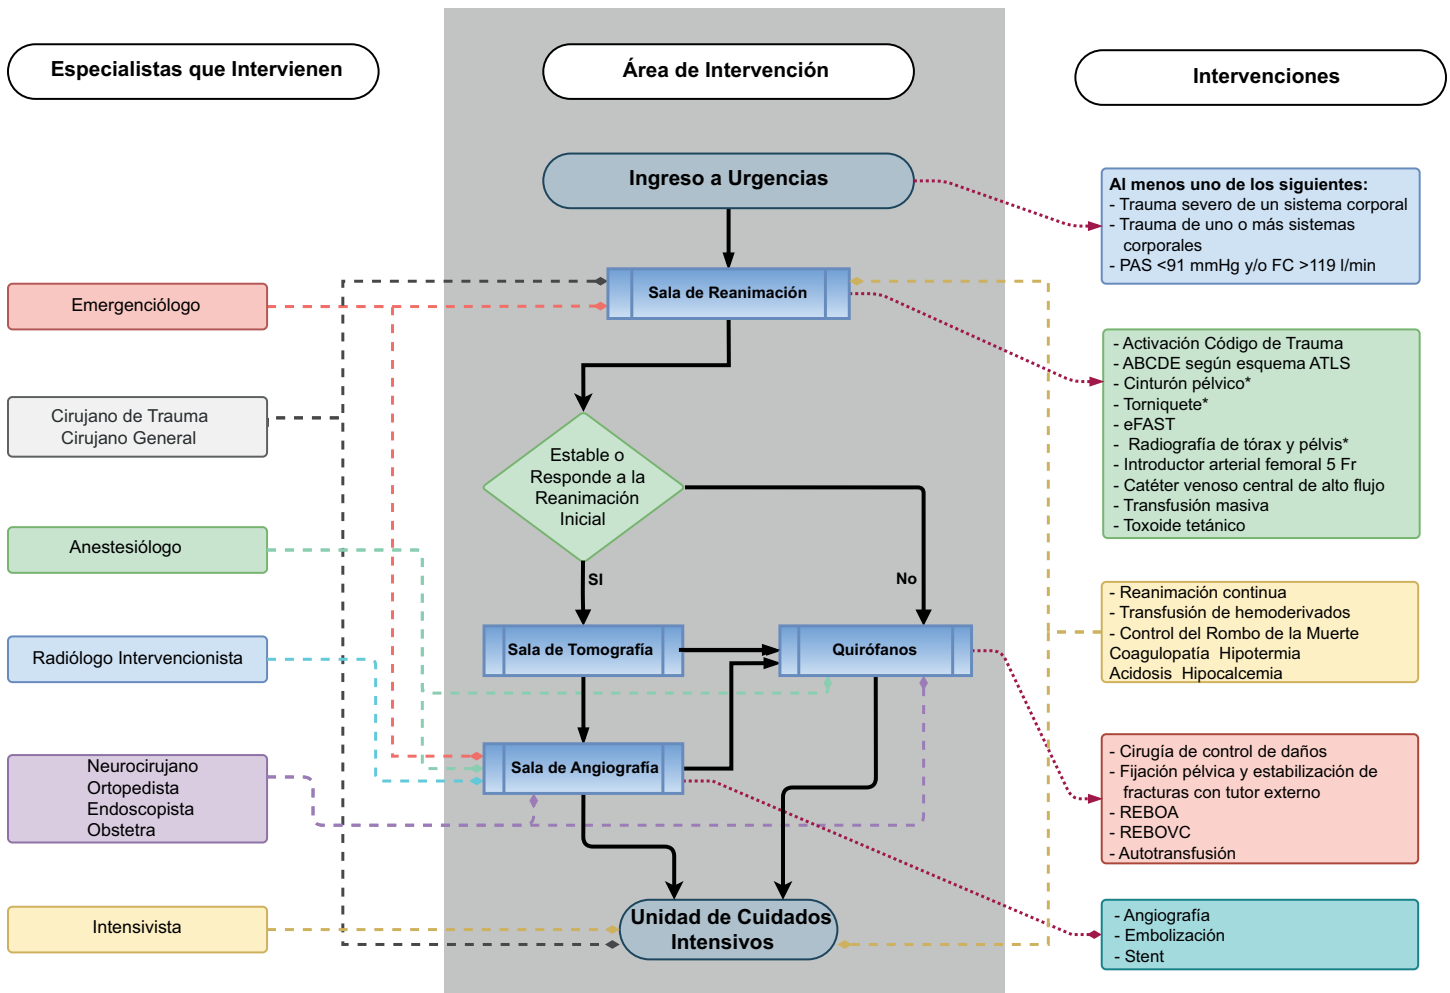 Especialistas que Intervienen
Área de Intervención
Intervenciones
Ingreso a Urgencias
Al menos uno de los siguientes:
- Trauma severo de un sistema corporal
- Trauma de uno o más sistemas
corporales
- PAS <91 mmHg y/o FC >119 l/min
Sala de Reanimación
Emergenciólogo
- Activación Código de Trauma
- ABCDE según esquema ATLS
- Cinturón pélvico*
- Torniquete*
- eFAST
- Radiografía de tórax y pélvis*
- Introductor arterial femoral 5 Fr
- Catéter venoso central de alto flujo
- Transfusión masiva
- Toxoide tetánico
Cirujano de Trauma
Cirujano General
Estable o
Responde a la
Reanimación
Inicial
SI
No
Anestesiólogo
- Reanimación continua
- Transfusión de hemoderivados
- Control del Rombo de la Muerte
Coagulopatía Hipotermia
Acidosis Hipocalcemia
Radiólogo Intervencionista
Sala de Tomografía
Quirófanos
Neurocirujano
Ortopedista
Endoscopista
Obstetra
Sala de Angiografía
- Cirugía de control de daños
- Fijación pélvica y estabilización de
fracturas con tutor externo
- REBOA
- REBOVC
- Autotransfusión
Intensivista
Unidad de Cuidados
Intensivos
- Angiografía
- Embolización
- Stent